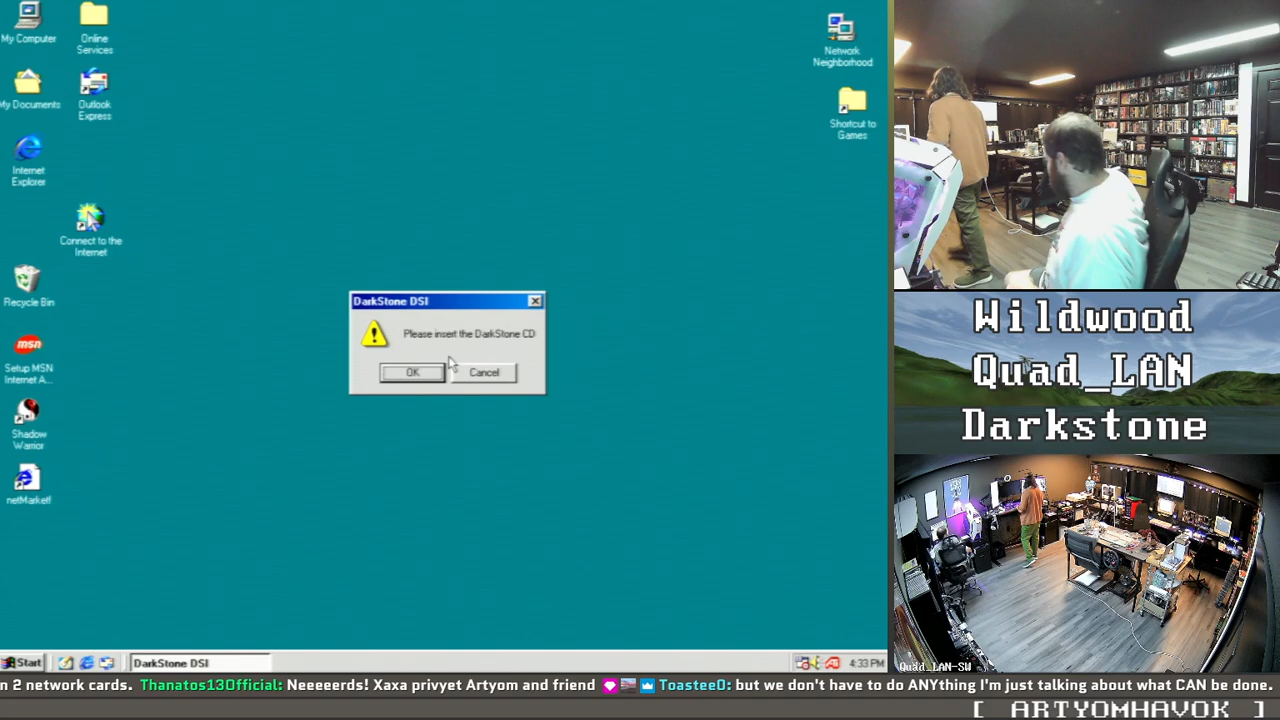 My Computer
Online
Services
Network
Neighborhood
My Documents
Outlook
Express
Shortcut to
Games
Internet
Explorer
Connect to the
Internet
Recycle Bin
DarkStone DSI
Please insert the DarkStone CD
OK
Cancel
msn
Setup MSN
Internet A...
Shadow
Warrior
netMarket!
Wildwood
Quad_LAN
Darkstone
Quad_LAN-SW
Start
DarkStone DSI
4:33 PM
n 2 network cards. Thanatos13Official: Neeeeerds! Xaxa privyet Artyom and friend ToasteeD: but we don't have to do ANYthing I'm just talking about what CAN be done.
[ ARTYOMHAVOK ]